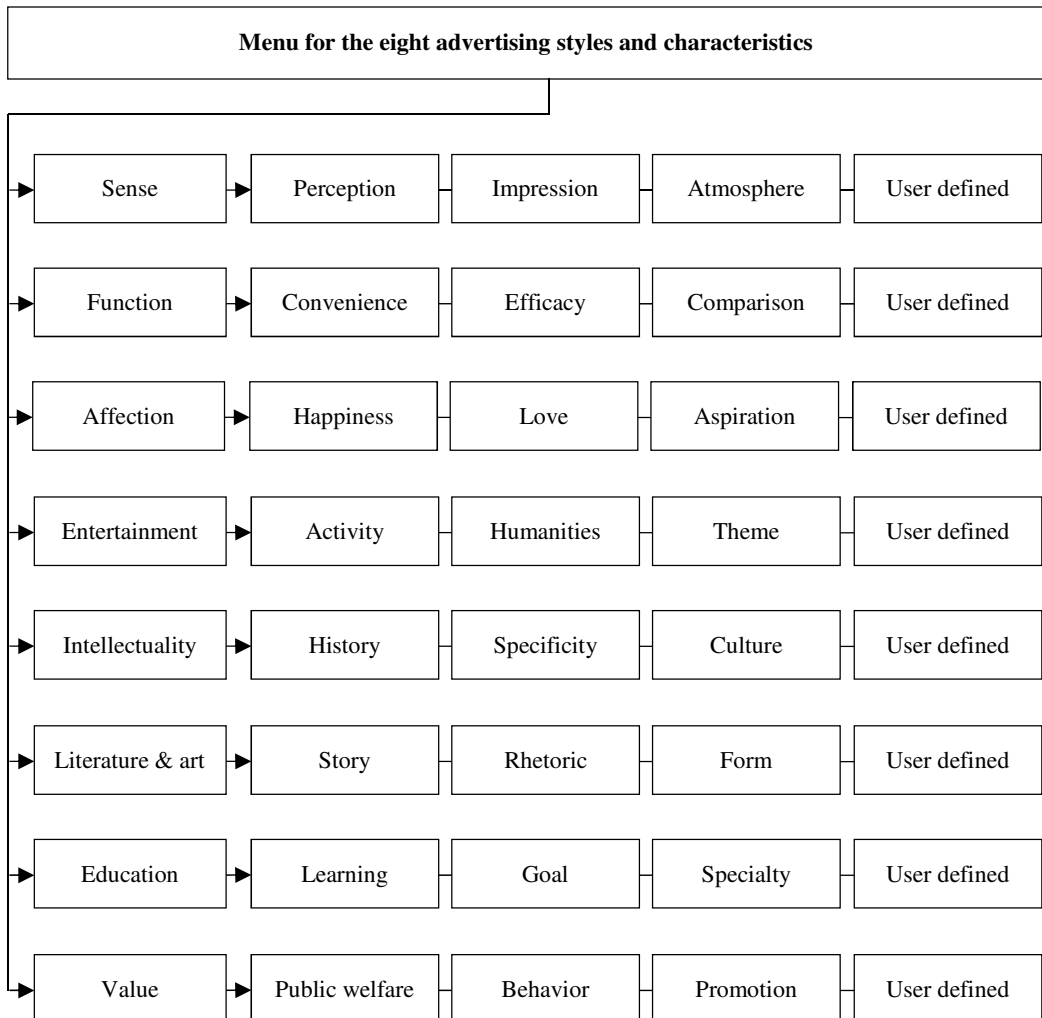 Menu for the eight advertising styles and characteristics
Sense Perception Impression Atmosphere User defined
Function Convenience Efficacy Comparison User defined
Affection Happiness Love Aspiration User defined
Entertainment Activity Humanities Theme User defined
Intellectuality History Specificity Culture User defined
Literature & art Story Rhetoric Form User defined
Education Learning Goal Specialty User defined
Value Public welfare Behavior Promotion User defined